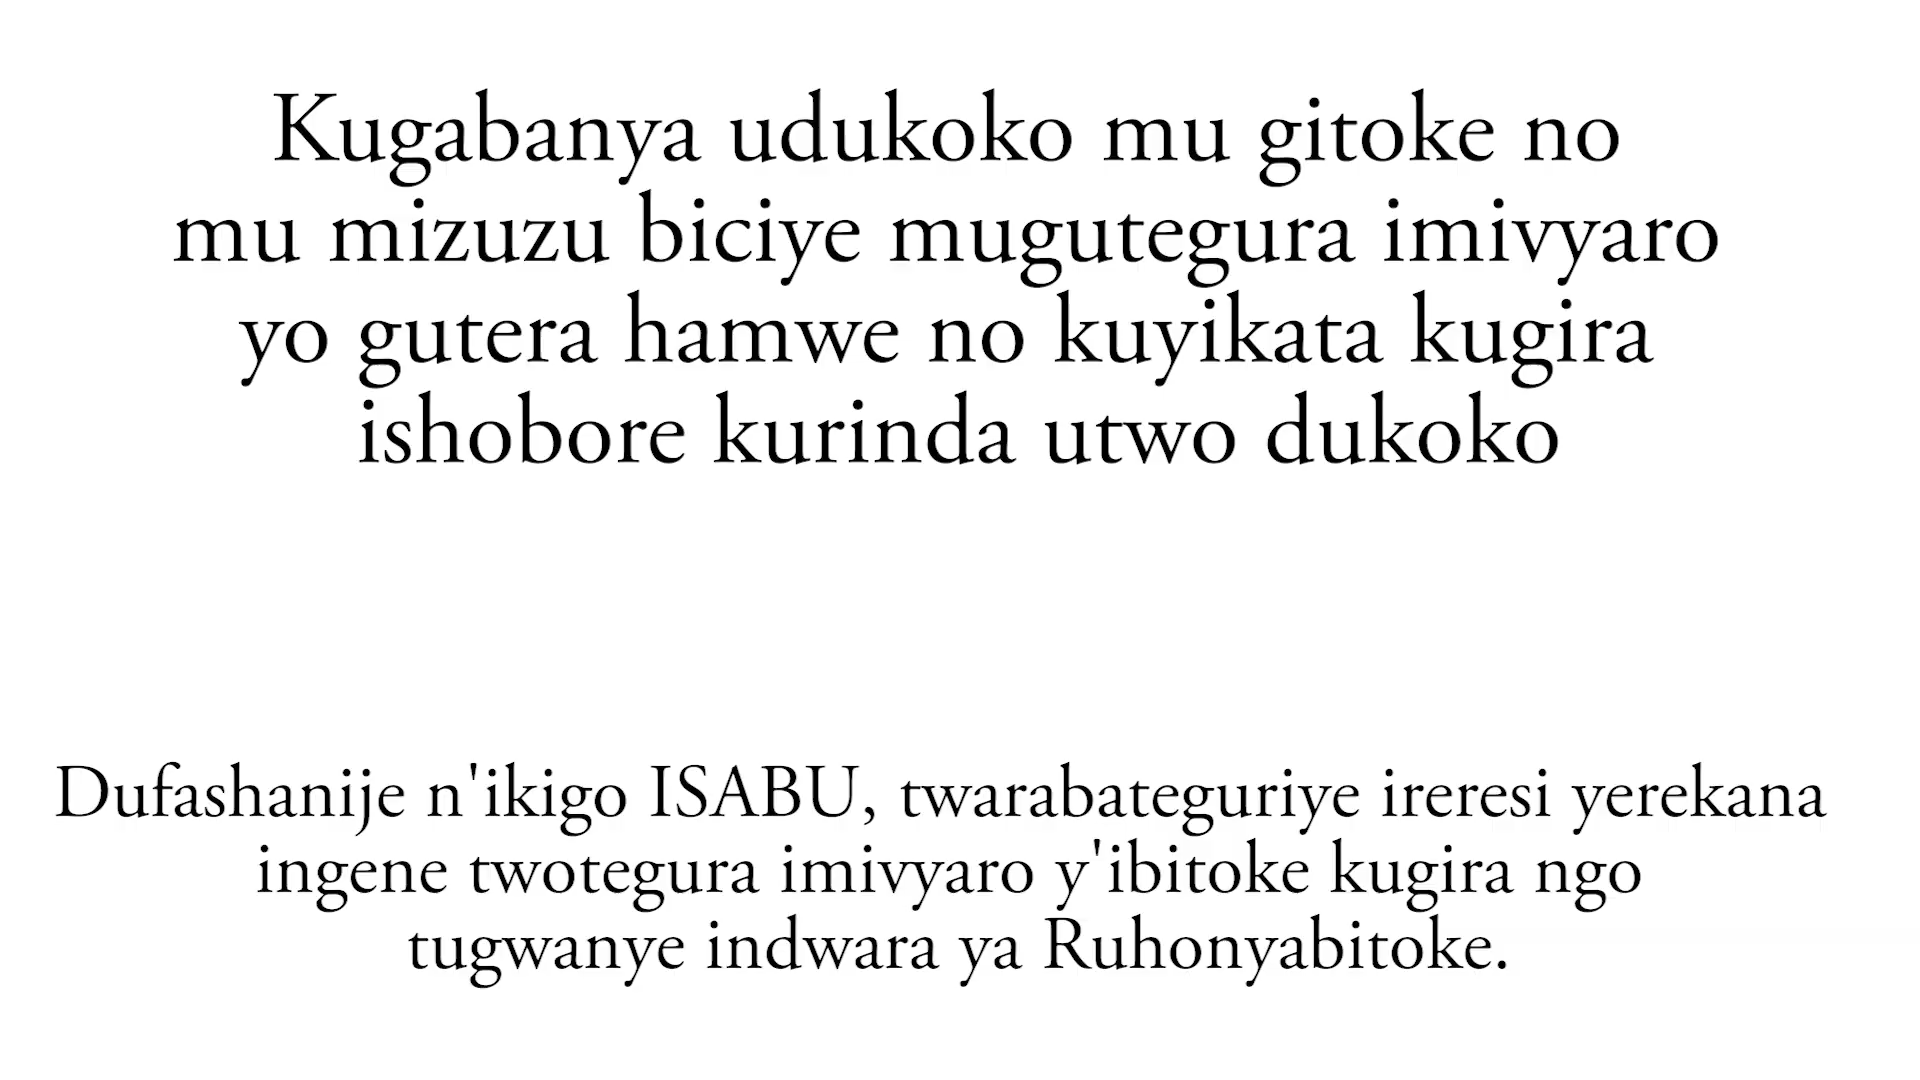 Kugabanya udukoko mu gitoke no
mu mizuzu biciye mugutegura imivyaro
yo gutera hamwe no kuyikata kugira
ishobore kurinda utwo dukoko
Dufashanije n'ikigo ISABU, twarabateguriye ireresi yerekana
ingene twotegura imivyaro y'ibitoke kugira ngo
tugwanye indwara ya Ruhonyabitoke.